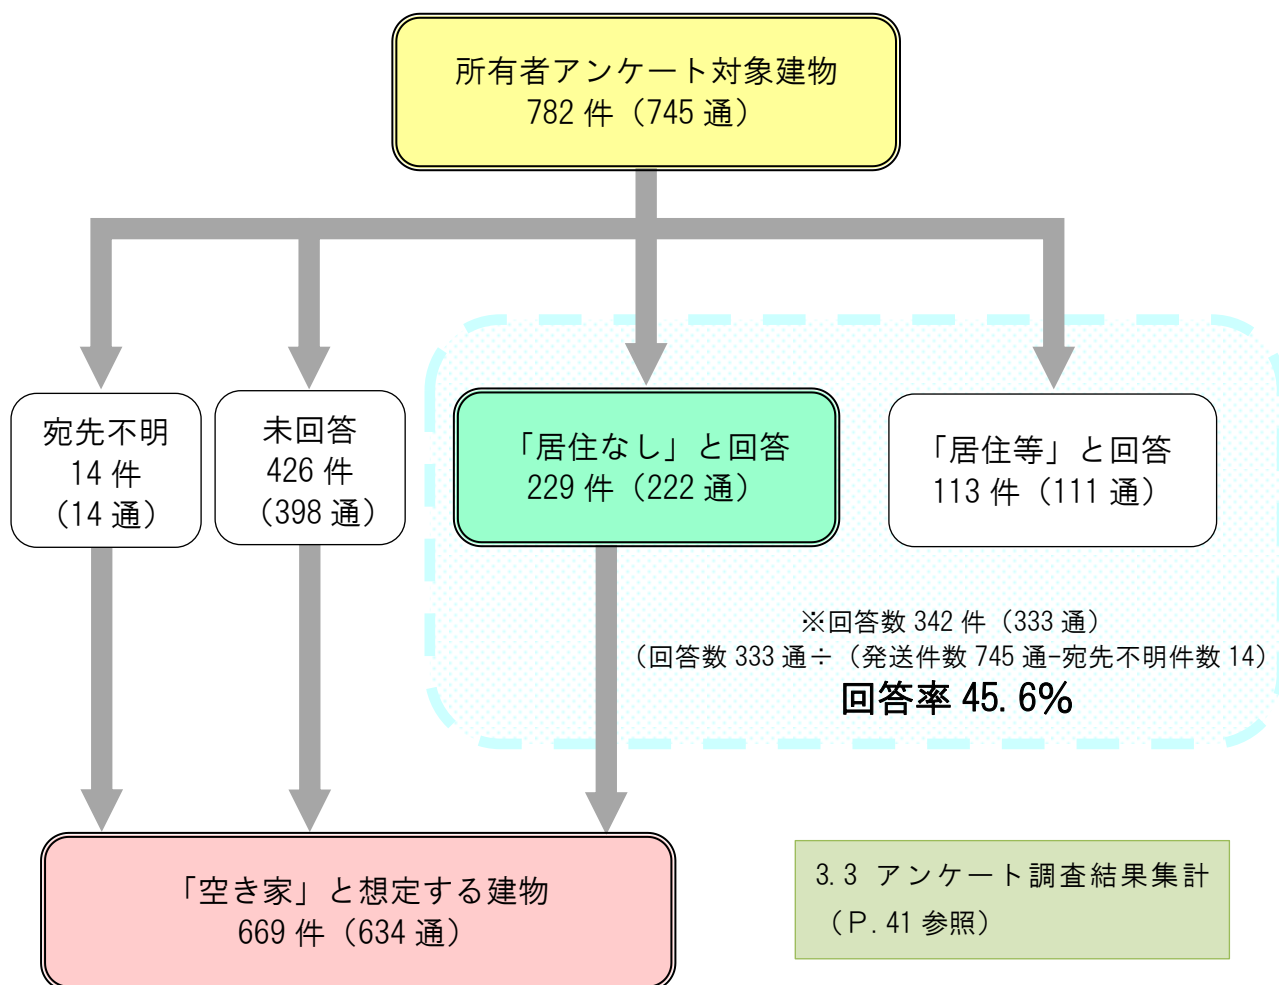 所有者アンケート対象建物
782 件（745 通）
宛先不明
14 件
（14 通）
未回答
426 件
（398 通）
「居住なし」と回答
229 件（222 通）
「居住等」と回答
113 件（111 通）
※回答数 342 件（333 通）
（回答数 333 通÷（発送件数 745 通−宛先不明件数 14）
回答率 45.6%
「空き家」と想定する建物
669 件（634 通）
3.3 アンケート調査結果集計
（P.41 参照）